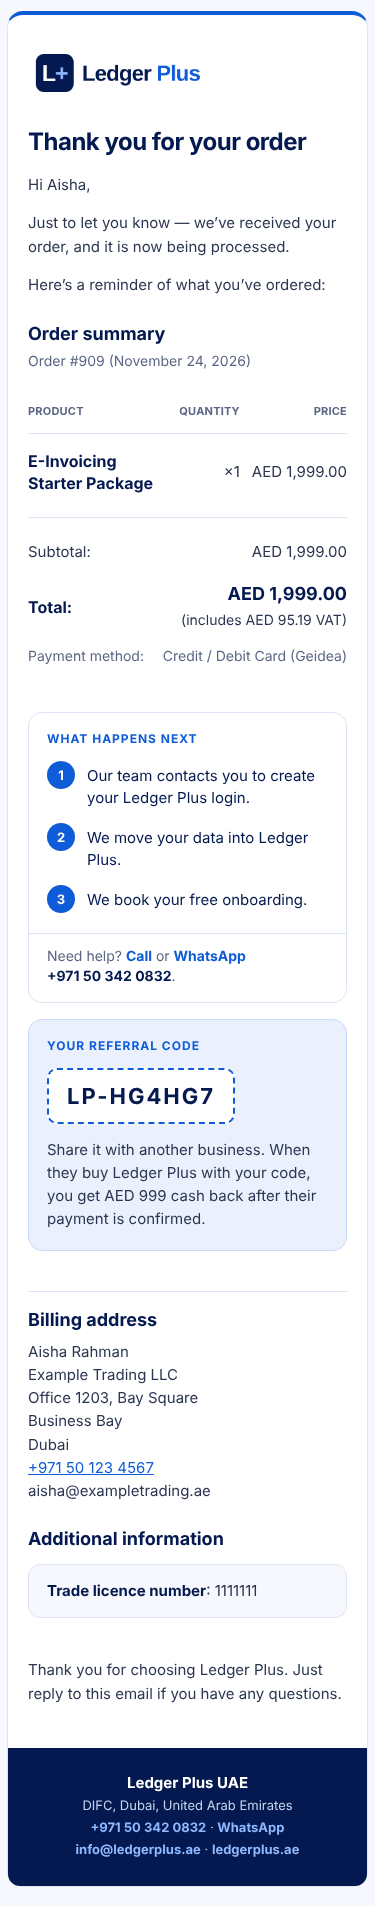 L+ Ledger Plus
Thank you for your order
Hi Aisha,
Just to let you know — we’ve received your
order, and it is now being processed.
Here’s a reminder of what you’ve ordered:
Order summary
Order #909 (November 24, 2026)
PRODUCT QUANTITY PRICE
E-Invoicing
Starter Package ×1 AED 1,999.00
Subtotal: AED 1,999.00
Total: AED 1,999.00
(includes AED 95.19 VAT)
Payment method: Credit / Debit Card (Geidea)
WHAT HAPPENS NEXT
1 Our team contacts you to create
your Ledger Plus login.
2 We move your data into Ledger
Plus.
3 We book your free onboarding.
Need help? Call or WhatsApp
+971 50 342 0832.
YOUR REFERRAL CODE
LP-HG4HG7
Share it with another business. When
they buy Ledger Plus with your code,
you get AED 999 cash back after their
payment is confirmed.
Billing address
Aisha Rahman
Example Trading LLC
Office 1203, Bay Square
Business Bay
Dubai
+971 50 123 4567
aisha@exampletrading.ae
Additional information
Trade licence number: 1111111
Thank you for choosing Ledger Plus. Just
reply to this email if you have any questions.
Ledger Plus UAE
DIFC, Dubai, United Arab Emirates
+971 50 342 0832 · WhatsApp
info@ledgerplus.ae · ledgerplus.ae